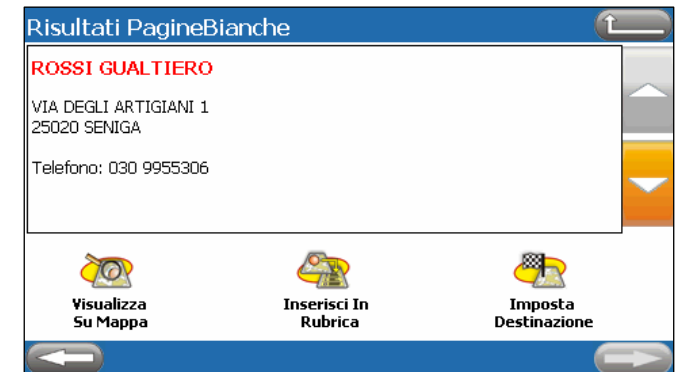 Risultati PagineBianche
ROSSI GUALTIERO
VIA DEGLI ARTIGIANI 1
25020 SENIGA
Telefono: 030 9955306
Visualizza
Su Mappa
Inserisci In
Rubrica
Imposta
Destinazione